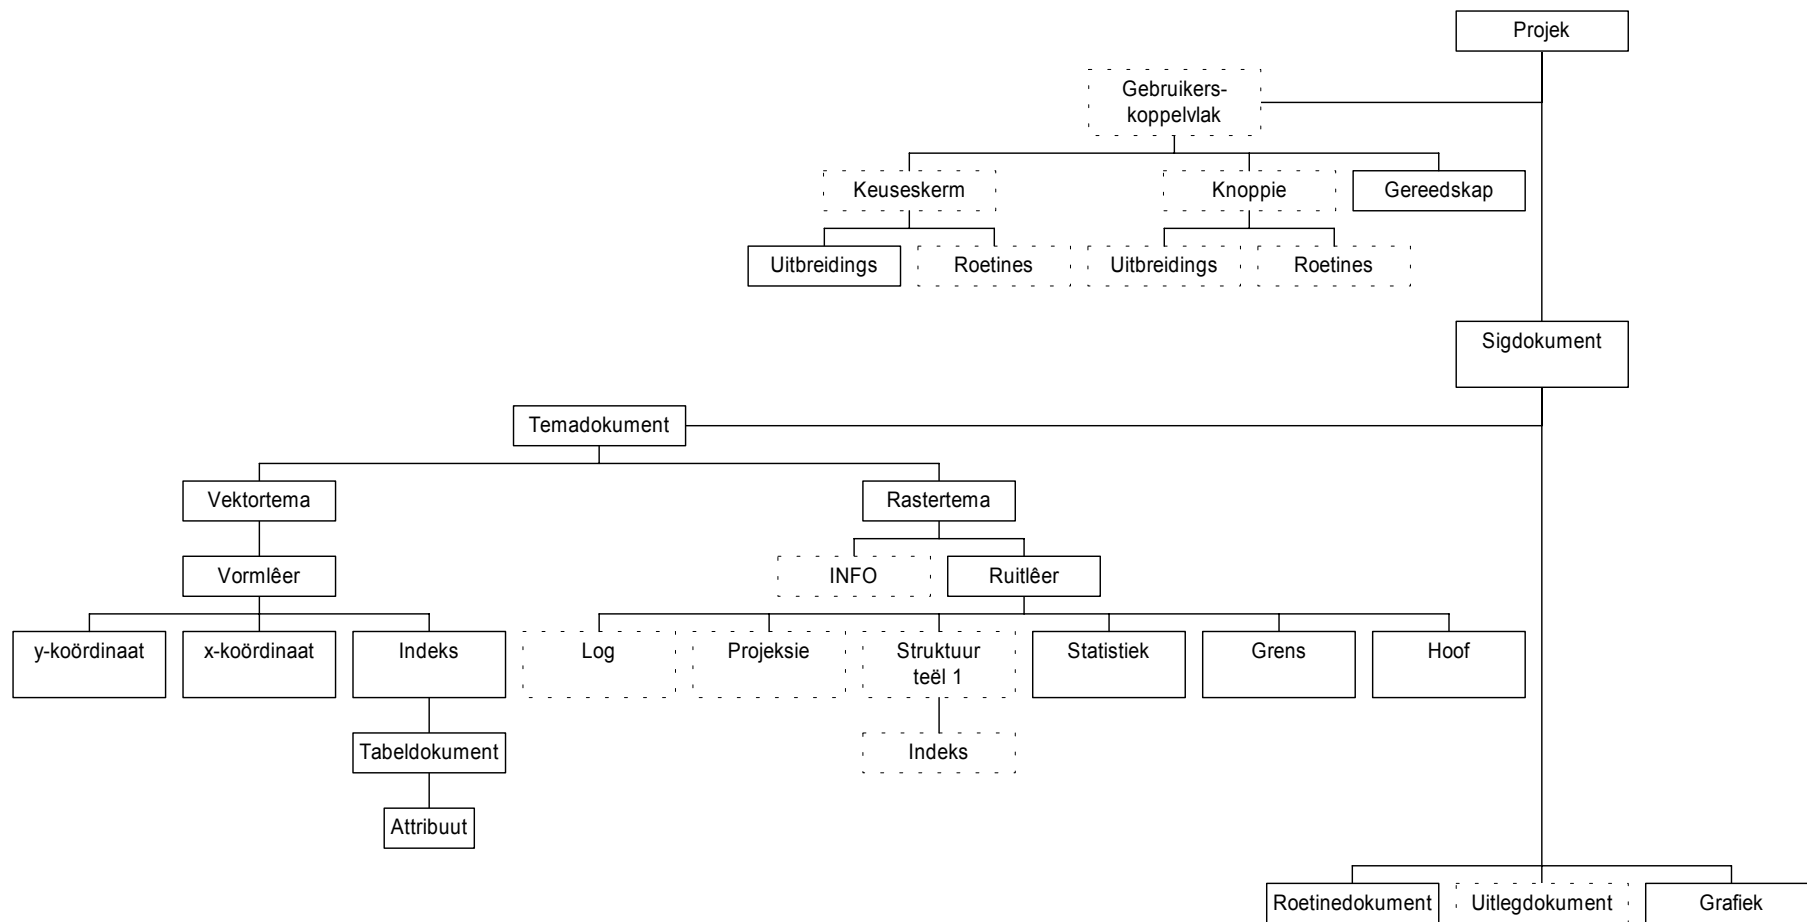 Projek
Gebruikers-
koppelvlak
Keuseskerm
Knoppie
Gereedskap
Uitbreidings
Roetines
Uitbreidings
Roetines
Sigdokument
Temadokument
Vektortema
Rastertema
Vormlêer
INFO
Ruitlêer
y-koördinaat
x-koördinaat
Indeks
Log
Projeksie
Struktuur
teël 1
Statistiek
Grens
Hoof
Tabeldokument
Indeks
Attribuut
Roetinedokument
Uitlegdokument
Grafiek